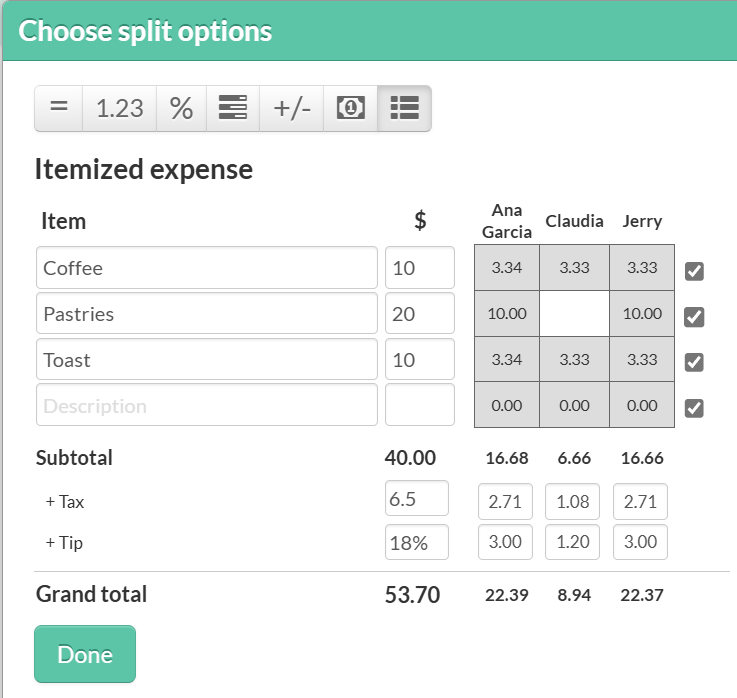 Choose split options
= 1.23 % +/- 1
Itemized expense
Item $ Ana Garcia Claudia Jerry
Coffee 10 3.34 3.33 3.33
Pastries 20 10.00 10.00
Toast 10 3.34 3.33 3.33
Description 0.00 0.00 0.00
Subtotal 40.00 16.68 6.66 16.66
+ Tax 6.5 2.71 1.08 2.71
+ Tip 18% 3.00 1.20 3.00
Grand total 53.70 22.39 8.94 22.37
Done